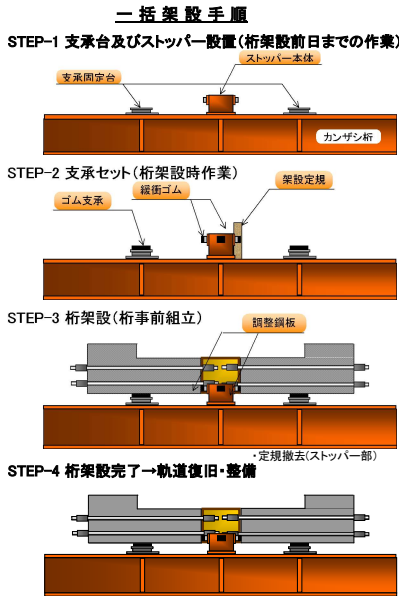 一括架設手順
STEP-1 支承台及びストッパー設置(桁架設前日までの作業)
ストッパー本体
支承固定台
カンザシ桁
STEP-2 支承セット(桁架設時作業)
架設定規
緩衝ゴム
ゴム支承
STEP-3 桁架設(桁事前組立)
調整鋼板
・定規撤去(ストッパー部)
STEP-4 桁架設完了→軌道復旧・整備